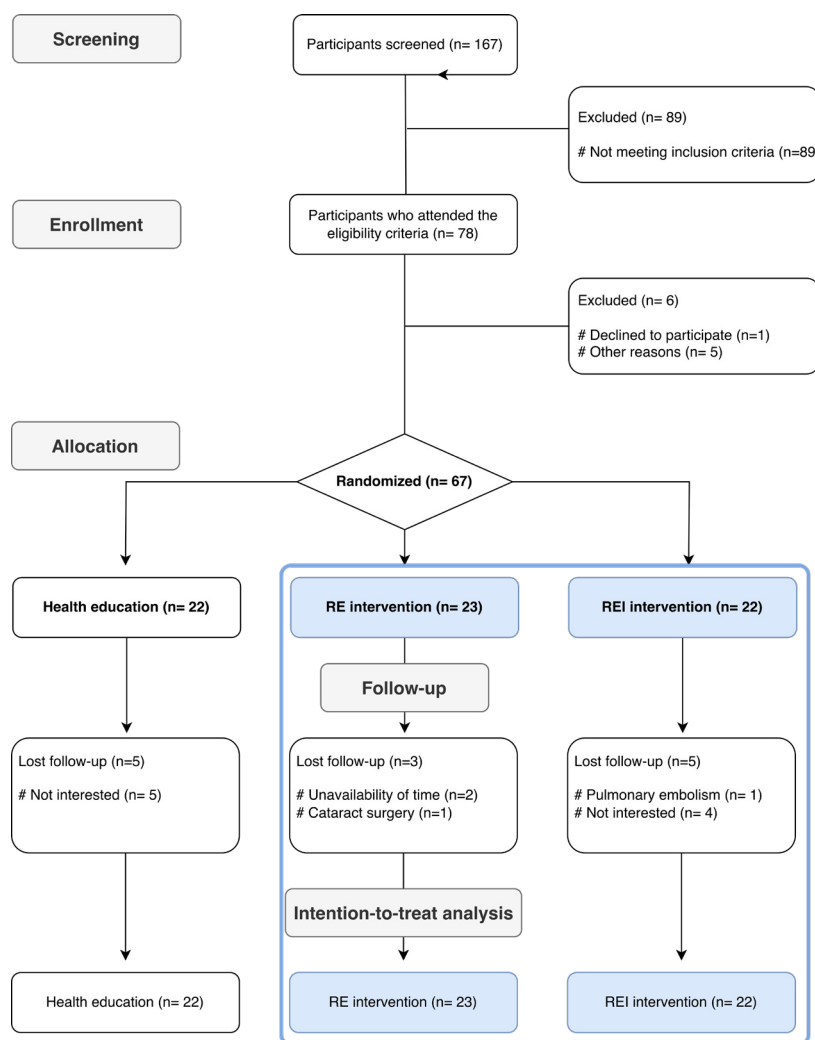 Screening
Participants screened (n= 167)
Excluded (n= 89)
# Not meeting inclusion criteria (n=89
Enrollment
Participants who attended the
eligibility criteria (n= 78)
Excluded (n= 6)
# Declined to participate (n=1)
# Other reasons (n= 5)
Allocation
Randomized (n= 67)
Health education (n= 22)
RE intervention (n= 23)
REI intervention (n= 22)
Follow-up
Lost follow-up (n=5)
# Not interested (n= 5)
Lost follow-up (n=3)
# Unavailability of time (n=2)
# Cataract surgery (n=1)
Lost follow-up (n=5)
# Pulmonary embolism (n= 1)
# Not interested (n= 4)
Intention-to-treat analysis
Health education (n= 22)
RE intervention (n= 23)
REI intervention (n= 22)